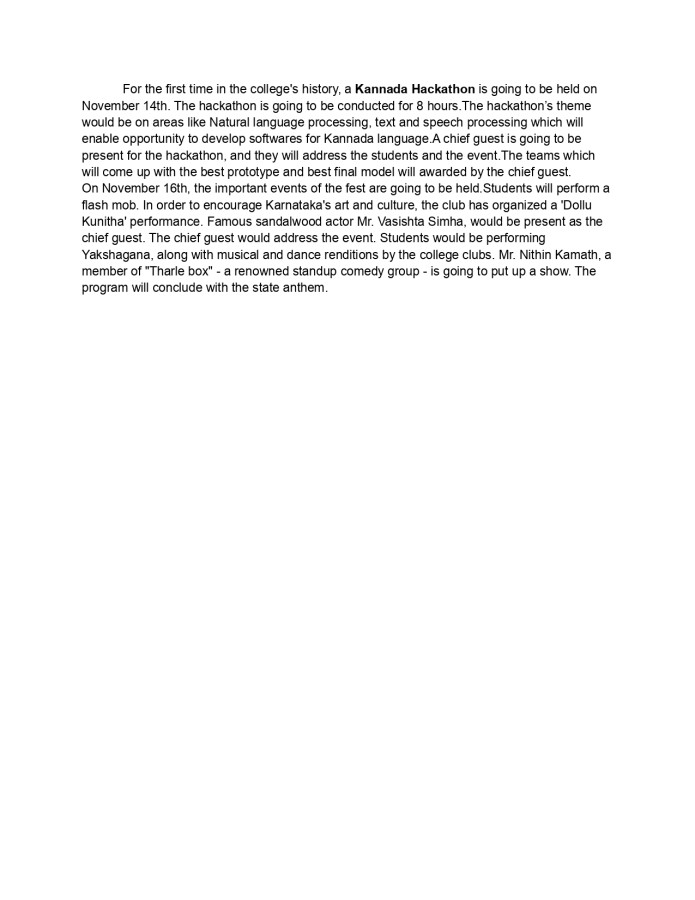 For the first time in the college's history, a Kannada Hackathon is going to be held on
November 14th. The hackathon is going to be conducted for 8 hours.The hackathon’s theme
would be on areas like Natural language processing, text and speech processing which will
enable opportunity to develop softwares for Kannada language.A chief guest is going to be
present for the hackathon, and they will address the students and the event.The teams which
will come up with the best prototype and best final model will awarded by the chief guest.
On November 16th, the important events of the fest are going to be held.Students will perform a
flash mob. In order to encourage Karnataka's art and culture, the club has organized a 'Dollu
Kunitha' performance. Famous sandalwood actor Mr. Vasishta Simha, would be present as the
chief guest. The chief guest would address the event. Students would be performing
Yakshagana, along with musical and dance renditions by the college clubs. Mr. Nithin Kamath, a
member of "Tharle box" - a renowned standup comedy group - is going to put up a show. The
program will conclude with the state anthem.